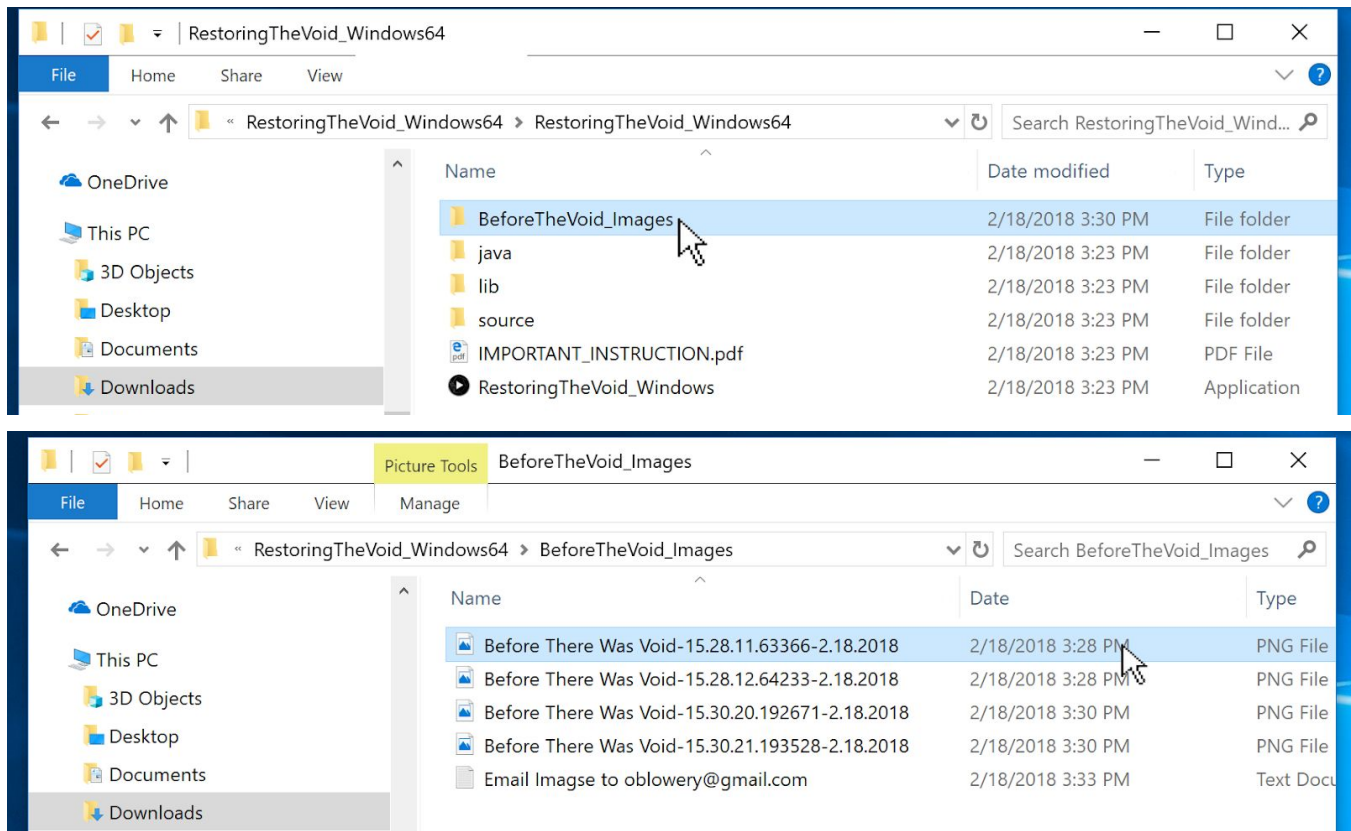 RestoringTheVoid_Windows64
File Home Share View ?
« RestoringTheVoid_Windows64 > RestoringTheVoid_Windows64 Search RestoringTheVoid_Wind...
OneDrive
This PC
3D Objects
Desktop
Documents
Downloads
Name Date modified Type
BeforeTheVoid_Images 2/18/2018 3:30 PM File folder
java 2/18/2018 3:23 PM File folder
lib 2/18/2018 3:23 PM File folder
source 2/18/2018 3:23 PM File folder
IMPORTANT_INSTRUCTION.pdf 2/18/2018 3:23 PM PDF File
RestoringTheVoid_Windows 2/18/2018 3:23 PM Application
Picture Tools BeforeTheVoid_Images
File Home Share View Manage ?
« RestoringTheVoid_Windows64 > BeforeTheVoid_Images Search BeforeTheVoid_Images
OneDrive
This PC
3D Objects
Desktop
Documents
Downloads
Name Date Type
Before There Was Void-15.28.11.63366-2.18.2018 2/18/2018 3:28 PM PNG File
Before There Was Void-15.28.12.64233-2.18.2018 2/18/2018 3:28 PM PNG File
Before There Was Void-15.30.20.192671-2.18.2018 2/18/2018 3:30 PM PNG File
Before There Was Void-15.30.21.193528-2.18.2018 2/18/2018 3:30 PM PNG File
Email Imagse to oblowery@gmail.com 2/18/2018 3:33 PM Text Docu